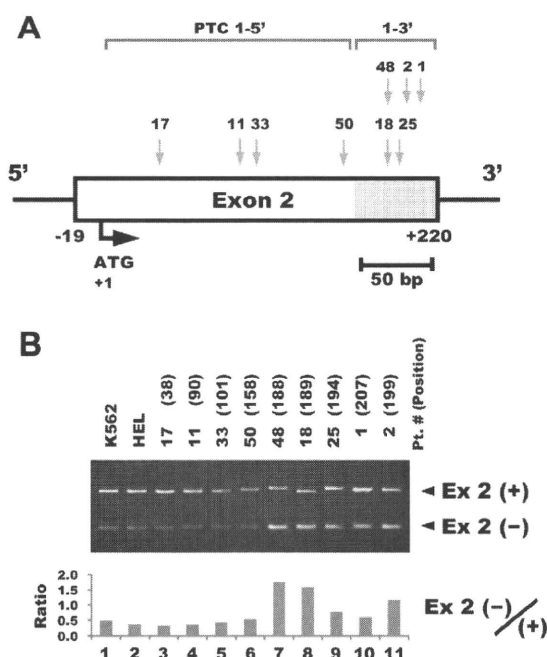 A
PTC 1-5' 1-3'
48 2 1
17 11 33 50 18 25
5' 3'
Exon 2
-19 +220
ATG
+1
50 bp
B
K562
HEL
17 (38)
11 (90)
33 (101)
50 (158)
48 (188)
18 (189)
25 (194)
1 (207)
2 (199)
Pt. # (Position)
Ex 2 (+)
Ex 2 (−)
2.0
1.5
1.0
0.5
0.0
Ratio
Ex 2 (−)/(+)
1 2 3 4 5 6 7 8 9 10 11